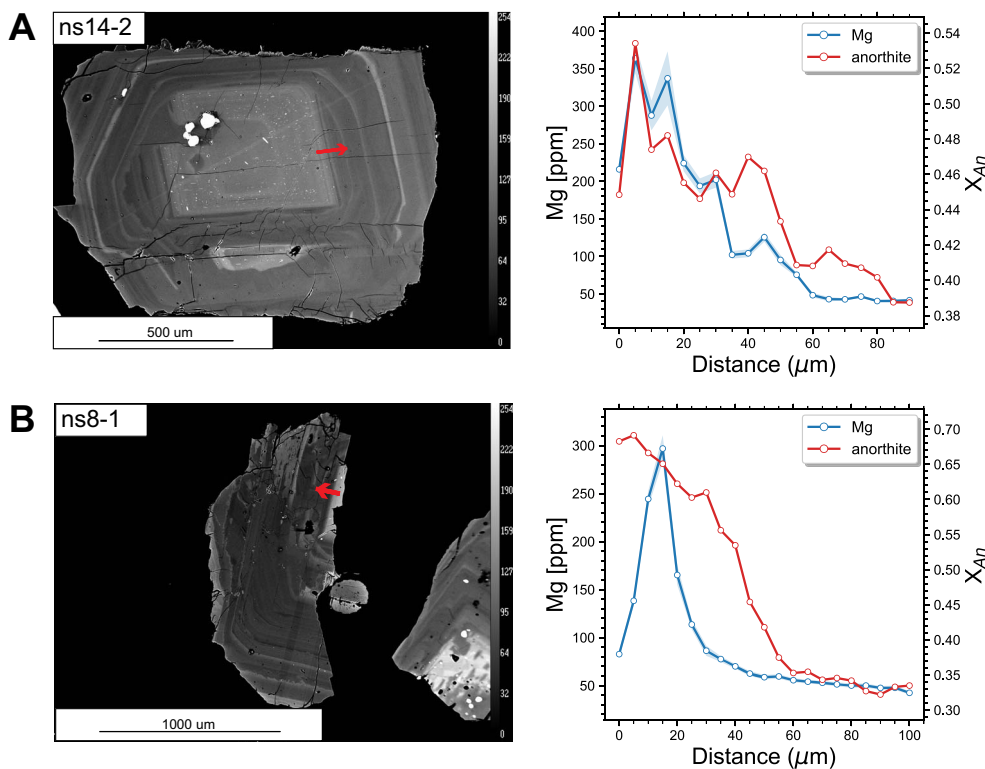 A
ns14-2
500 um
254
222
190
159
127
95
64
32
0
Mg [ppm]
400
350
300
250
200
150
100
50
Mg
anorthite
0.54
0.52
0.50
0.48
0.46
0.44
0.42
0.40
0.38
X_An
0 20 40 60 80
Distance (μm)
B
ns8-1
1000 um
254
222
190
159
127
95
64
32
0
Mg [ppm]
300
250
200
150
100
50
Mg
anorthite
0.70
0.65
0.60
0.55
0.50
0.45
0.40
0.35
0.30
X_An
0 20 40 60 80 100
Distance (μm)